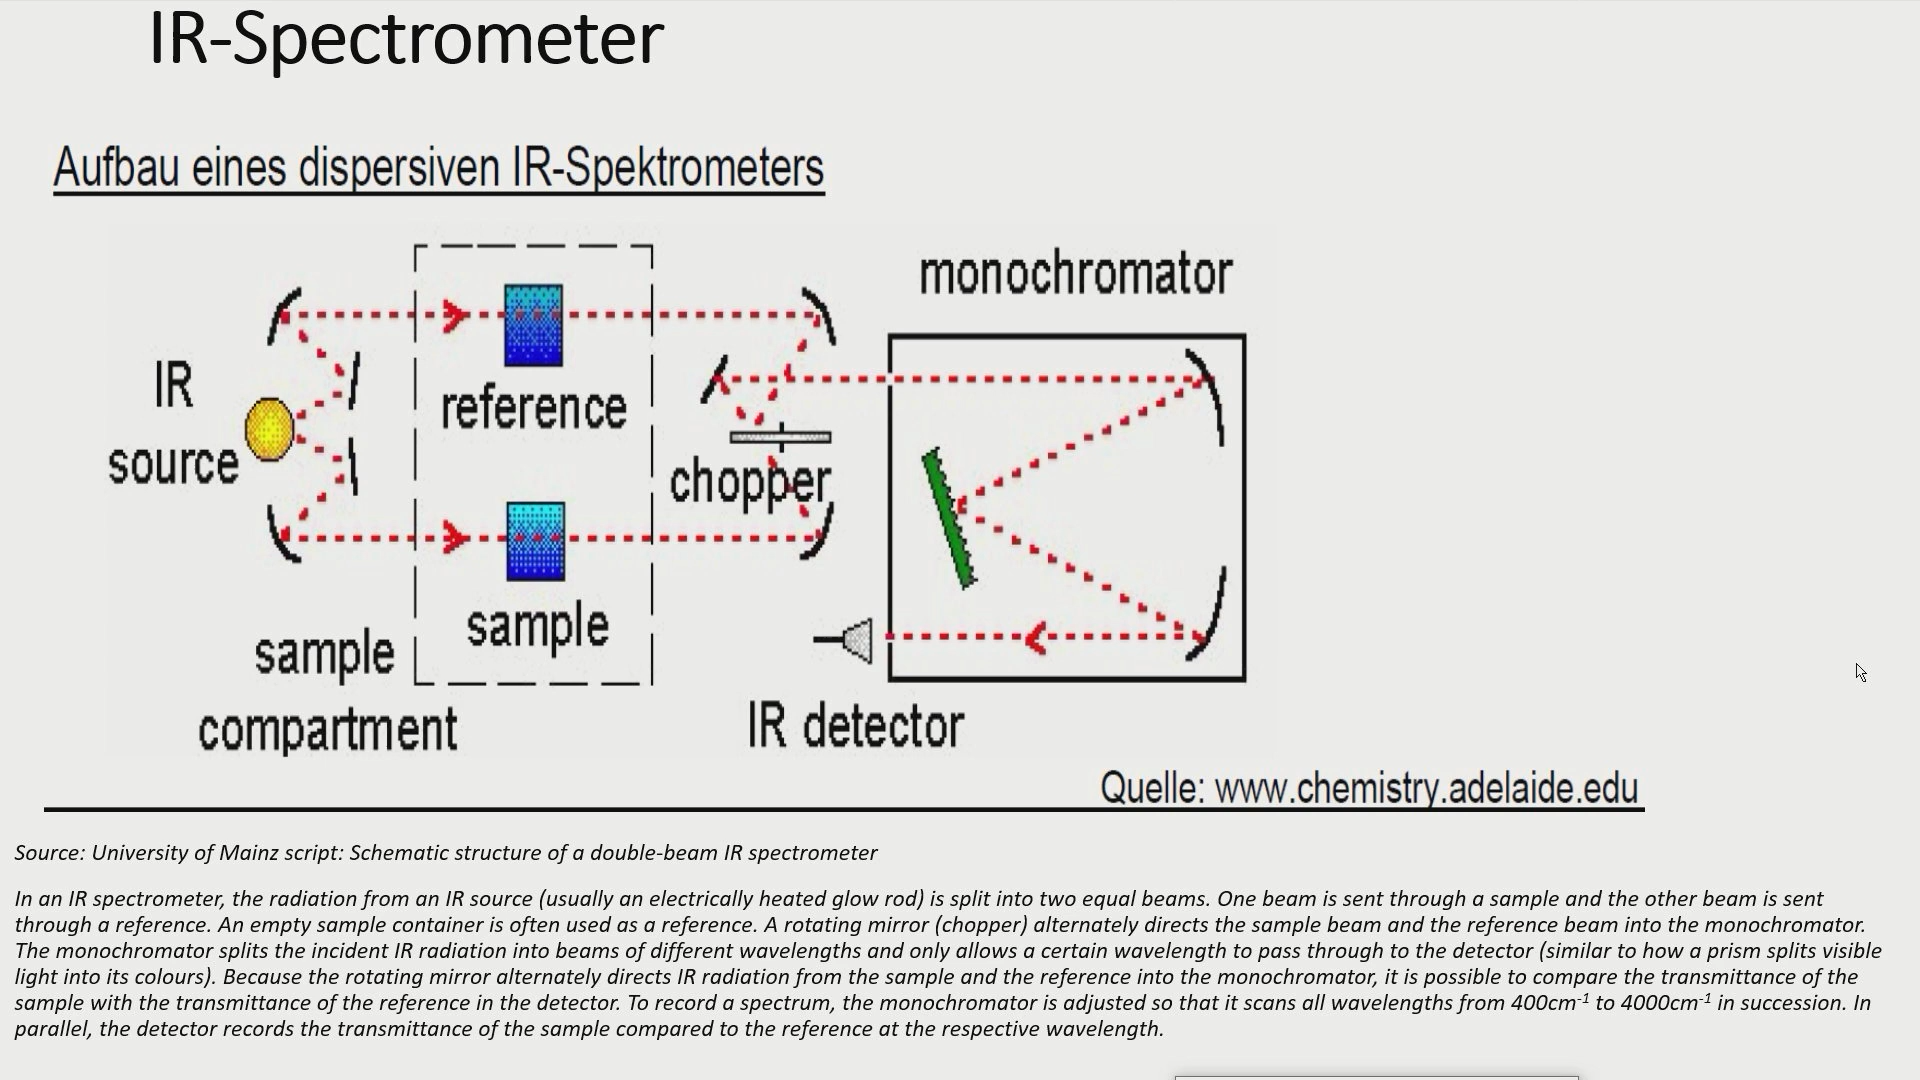 IR-Spectrometer
Aufbau eines dispersiven IR-Spektrometers
monochromator
IR
source
reference
chopper
sample
sample
compartment
IR detector
Quelle: www.chemistry.adelaide.edu
Source: University of Mainz script: Schematic structure of a double-beam IR spectrometer
In an IR spectrometer, the radiation from an IR source (usually an electrically heated glow rod) is split into two equal beams. One beam is sent through a sample and the other beam is sent
through a reference. An empty sample container is often used as a reference. A rotating mirror (chopper) alternately directs the sample beam and the reference beam into the monochromator.
The monochromator splits the incident IR radiation into beams of different wavelengths and only allows a certain wavelength to pass through to the detector (similar to how a prism splits visible
light into its colours). Because the rotating mirror alternately directs IR radiation from the sample and the reference into the monochromator, it is possible to compare the transmittance of the
sample with the transmittance of the reference in the detector. To record a spectrum, the monochromator is adjusted so that it scans all wavelengths from 400cm⁻¹ to 4000cm⁻¹ in succession. In
parallel, the detector records the transmittance of the sample compared to the reference at the respective wavelength.